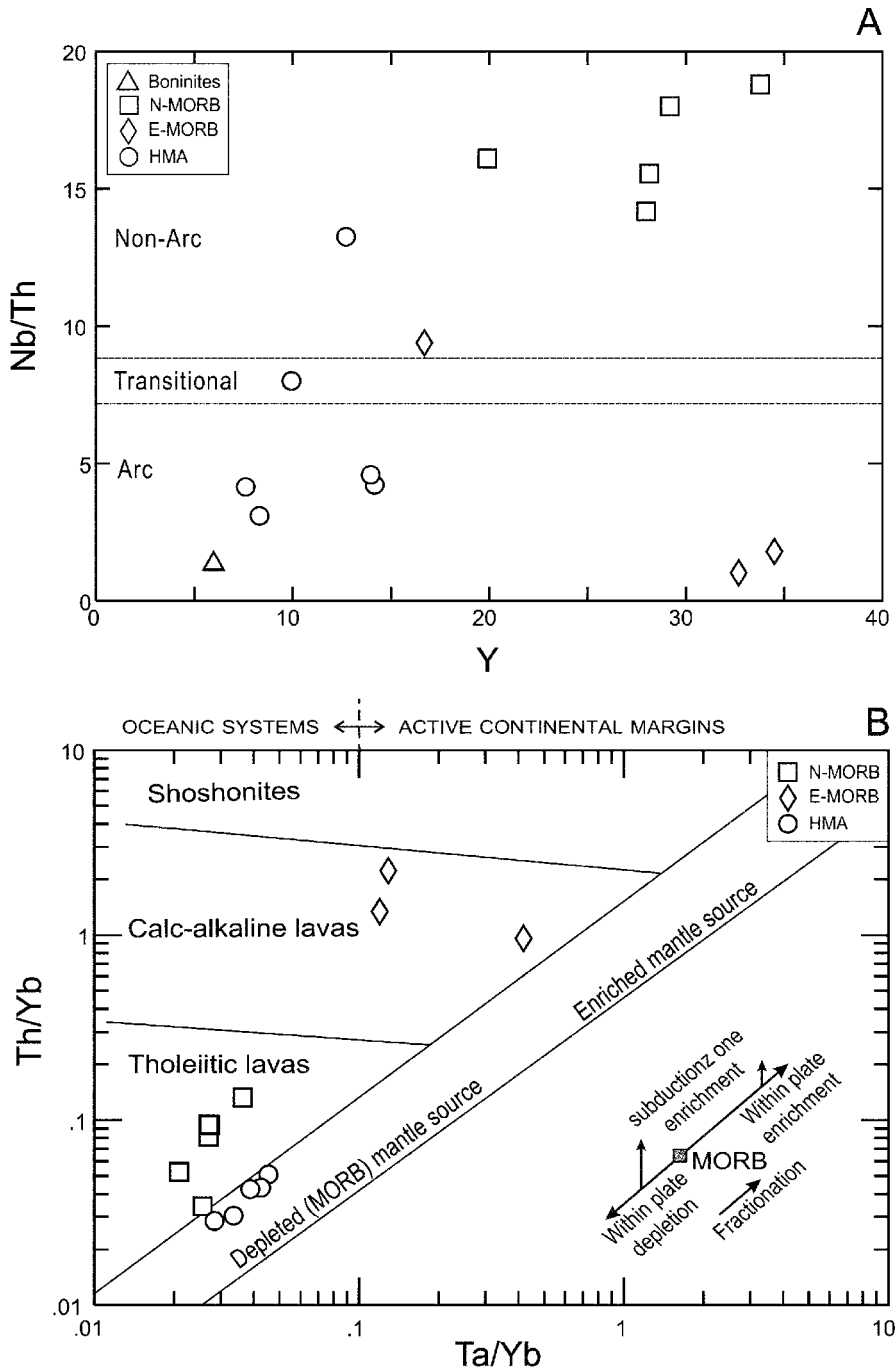 A
20
Boninites
N-MORB
E-MORB
HMA
15
Non-Arc
Nb/Th
10
Transitional
Arc
5
0
0 10 20 30 40
Y
OCEANIC SYSTEMS ACTIVE CONTINENTAL MARGINS
B
10
N-MORB
E-MORB
HMA
Shoshonites
Calc-alkaline lavas
1
Enriched mantle source
Th/Yb
Tholeiitic lavas
subductionz one
enrichment
Within plate
enrichment
.1
MORB
Depleted (MORB) mantle source
Within plate
depletion
Fractionation
.01
.01 .1 1 10
Ta/Yb